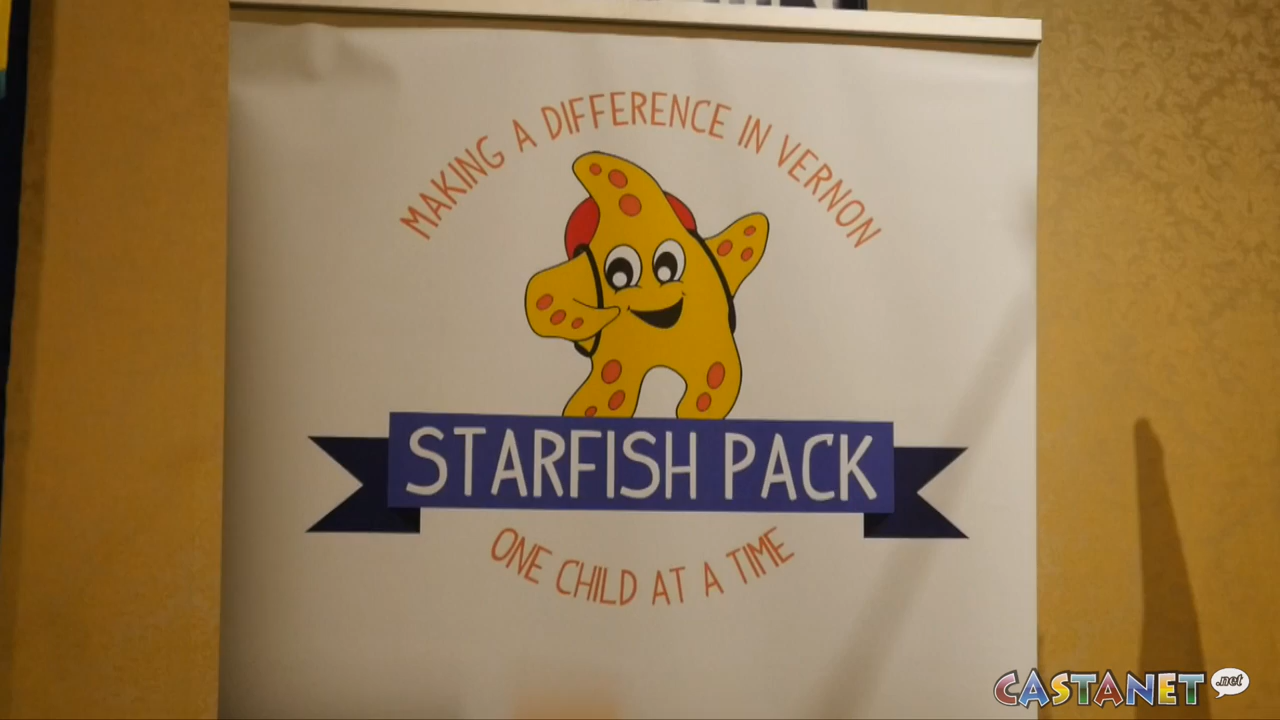 MAKING A DIFFERENCE IN VERNON
STARFISH PACK
ONE CHILD AT A TIME
CASTANET .net